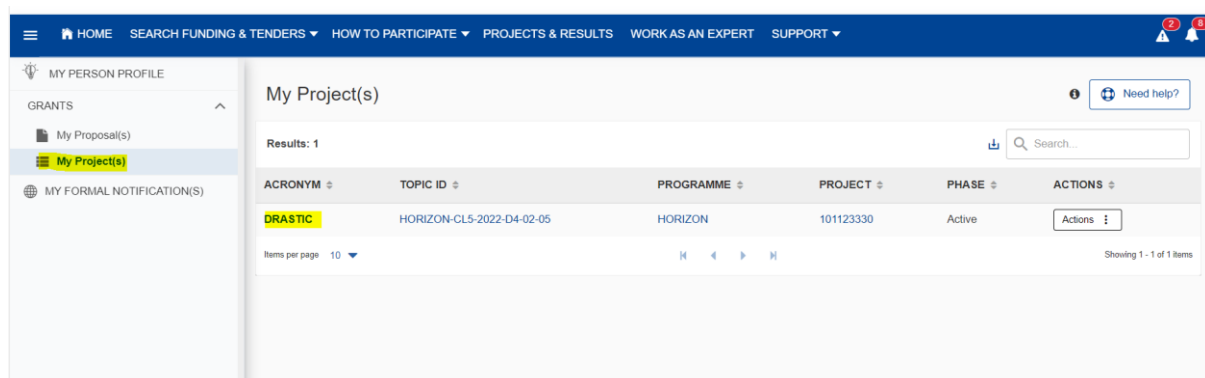 HOME SEARCH FUNDING & TENDERS HOW TO PARTICIPATE PROJECTS & RESULTS WORK AS AN EXPERT SUPPORT 2 8
MY PERSON PROFILE
GRANTS
My Proposal(s)
My Project(s)
MY FORMAL NOTIFICATION(S)
My Project(s) Need help?
Results: 1 Search...
ACRONYM TOPIC ID PROGRAMME PROJECT PHASE ACTIONS
DRASTIC HORIZON-CL5-2022-D4-02-05 HORIZON 101123330 Active Actions
Items per page 10 Showing 1 - 1 of 1 items